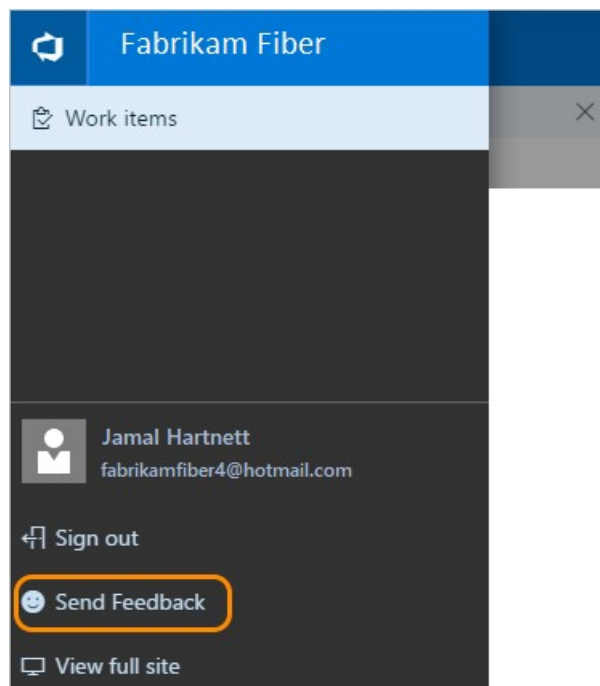 Fabrikam Fiber
Work items
Jamal Hartnett
fabrikamfiber4@hotmail.com
Sign out
Send Feedback
View full site